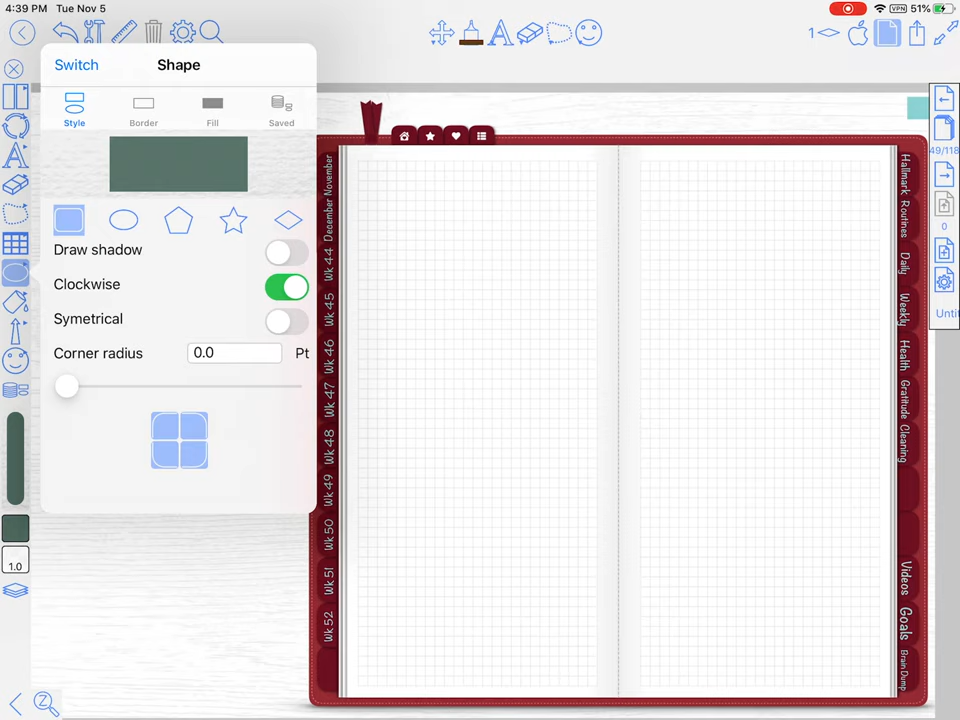 4:39 PM Tue Nov 5
VPN 51%
1
Switch
Shape
Style
Border
Fill
Saved
Draw shadow
Clockwise
Symetrical
Corner radius
0.0
Pt
1.0
December November
Wk 44
Wk 45
Wk 46
Wk 47
Wk 48
Wk 49
Wk 50
Wk 51
Wk 52
Hallmark
Routines
Daily
Weekly
Health
Gratitude
Cleaning
Videos
Goals
Brain Dump
49/118
0
Unti